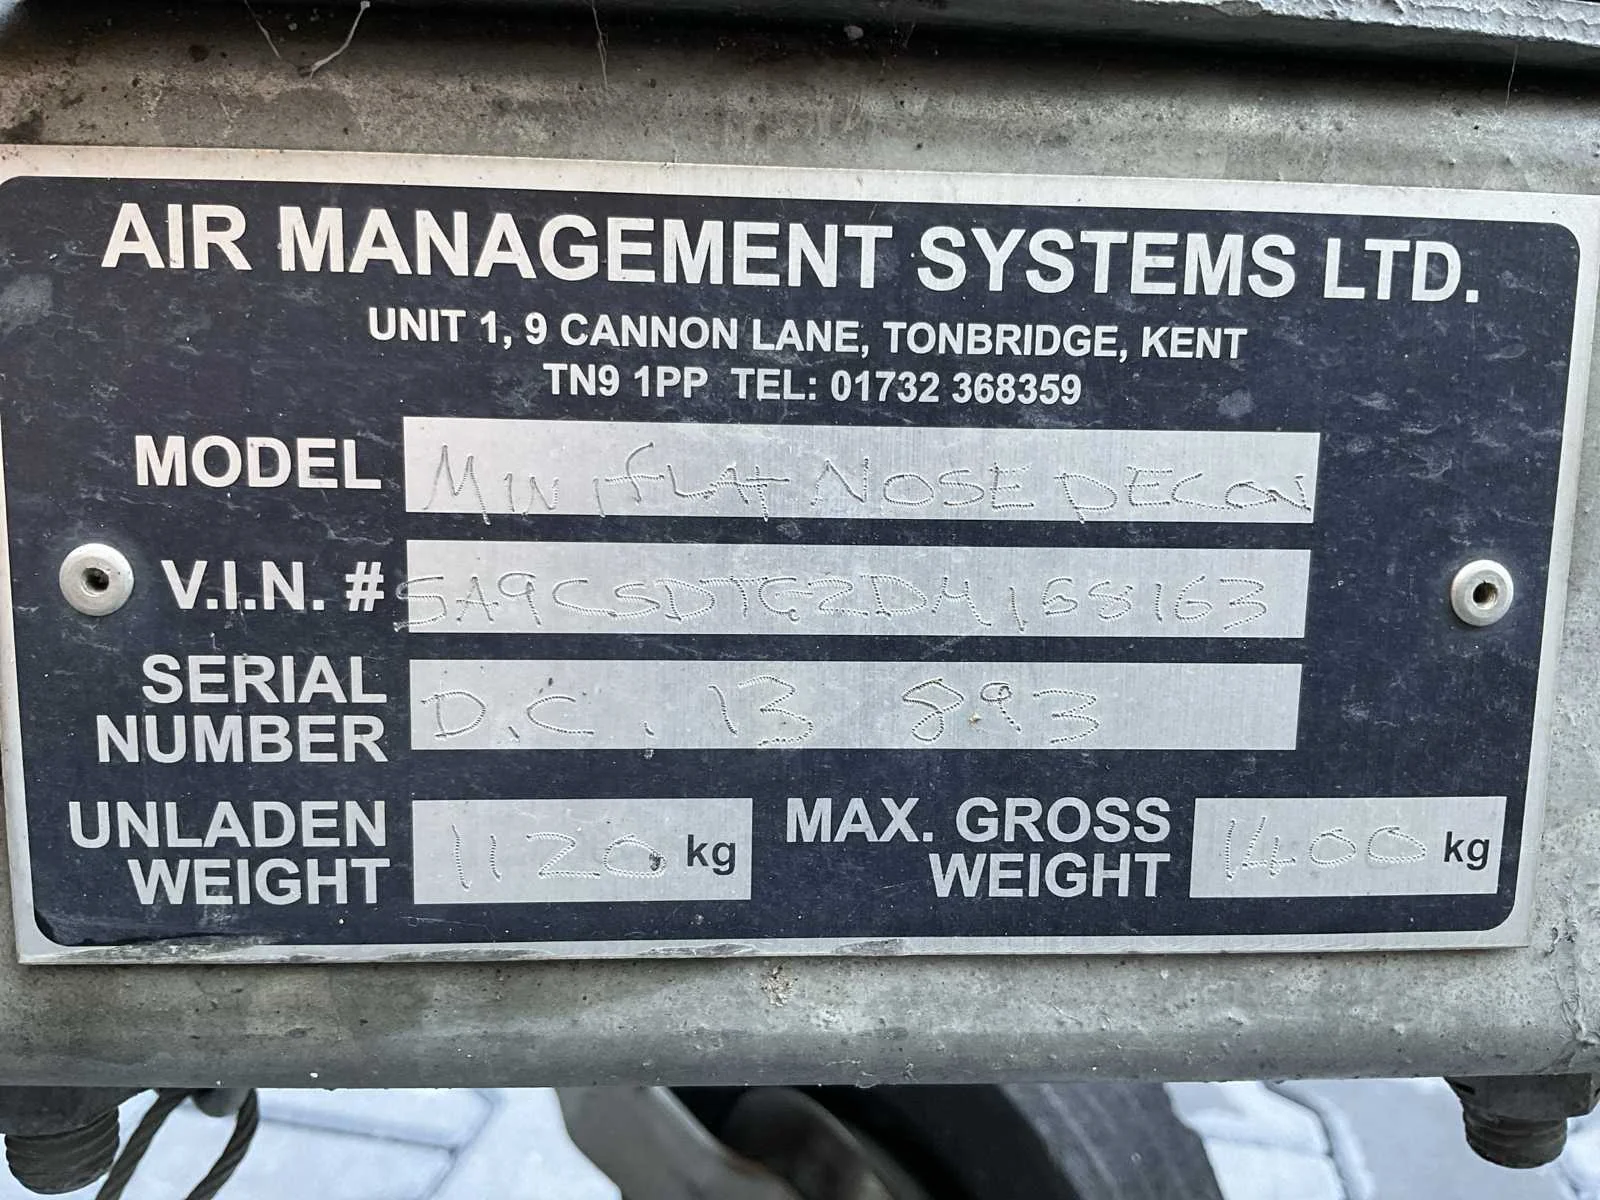 AIR MANAGEMENT SYSTEMS LTD.
UNIT 1, 9 CANNON LANE, TONBRIDGE, KENT
TN9 1PP TEL: 01732 368359
MODEL MINI FLAT NOSE DECON
V.I.N. #
SERIAL NUMBER D.C. 13 893
UNLADEN WEIGHT 1120 kg
MAX. GROSS WEIGHT 1400 kg